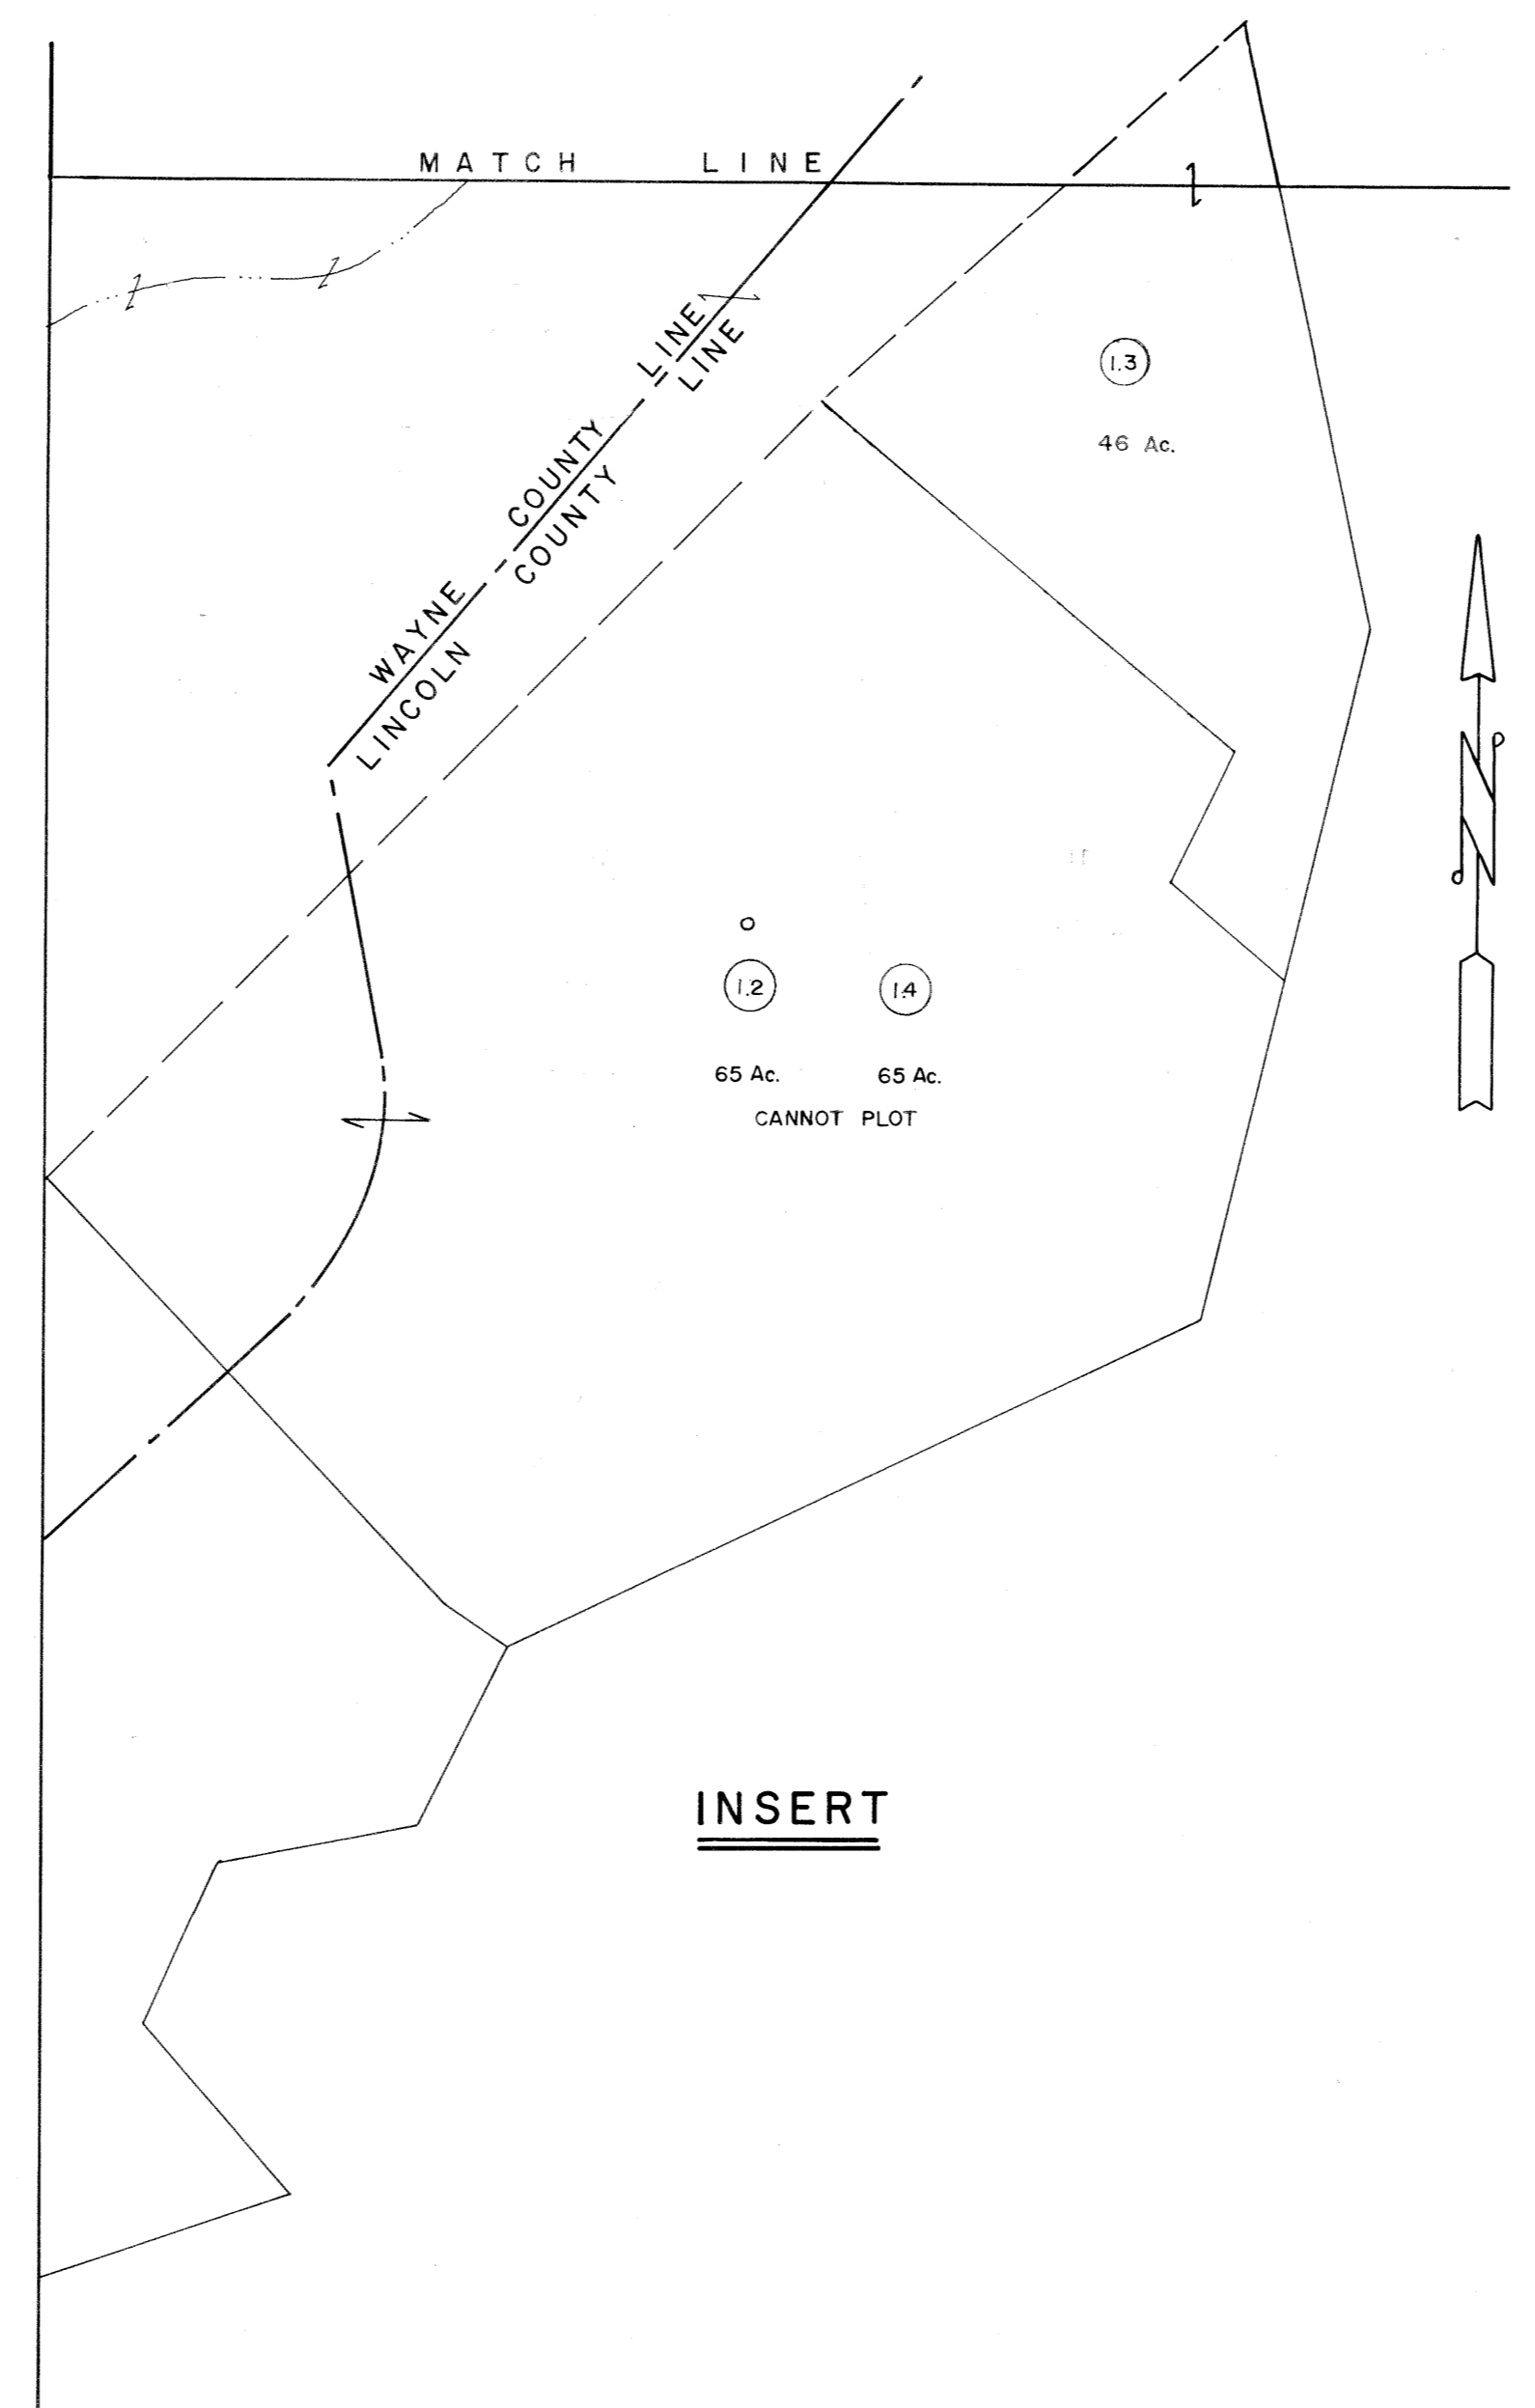 MATCH LINE
WAYNE COUNTY LINE
LINCOLN COUNTY LINE
1.3
46 Ac.
N
1.2 1.4
65 Ac. 65 Ac.
CANNOT PLOT
INSERT